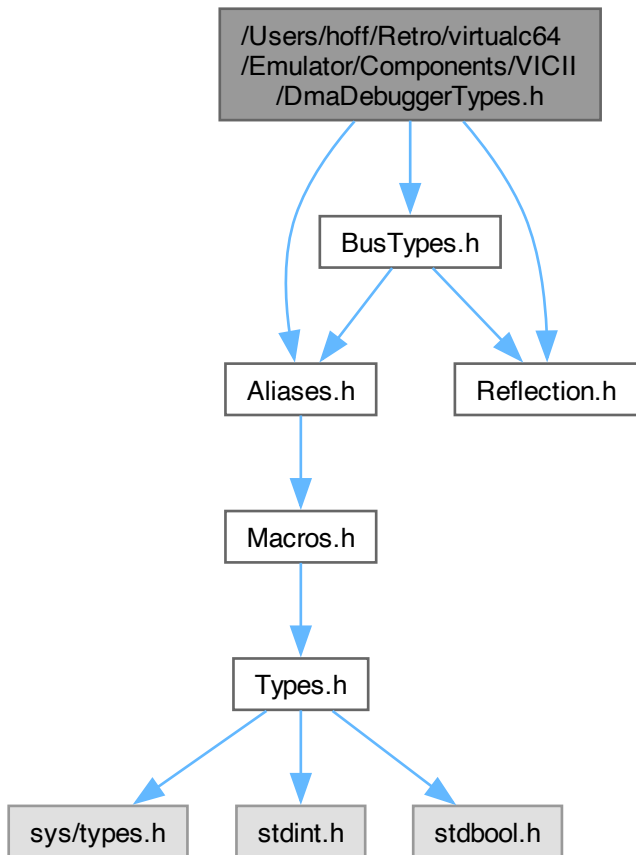 /Users/hoff/Retro/virtualc64
/Emulator/Components/VICII
/DmaDebuggerTypes.h
BusTypes.h
Aliases.h
Reflection.h
Macros.h
Types.h
sys/types.h
stdint.h
stdbool.h